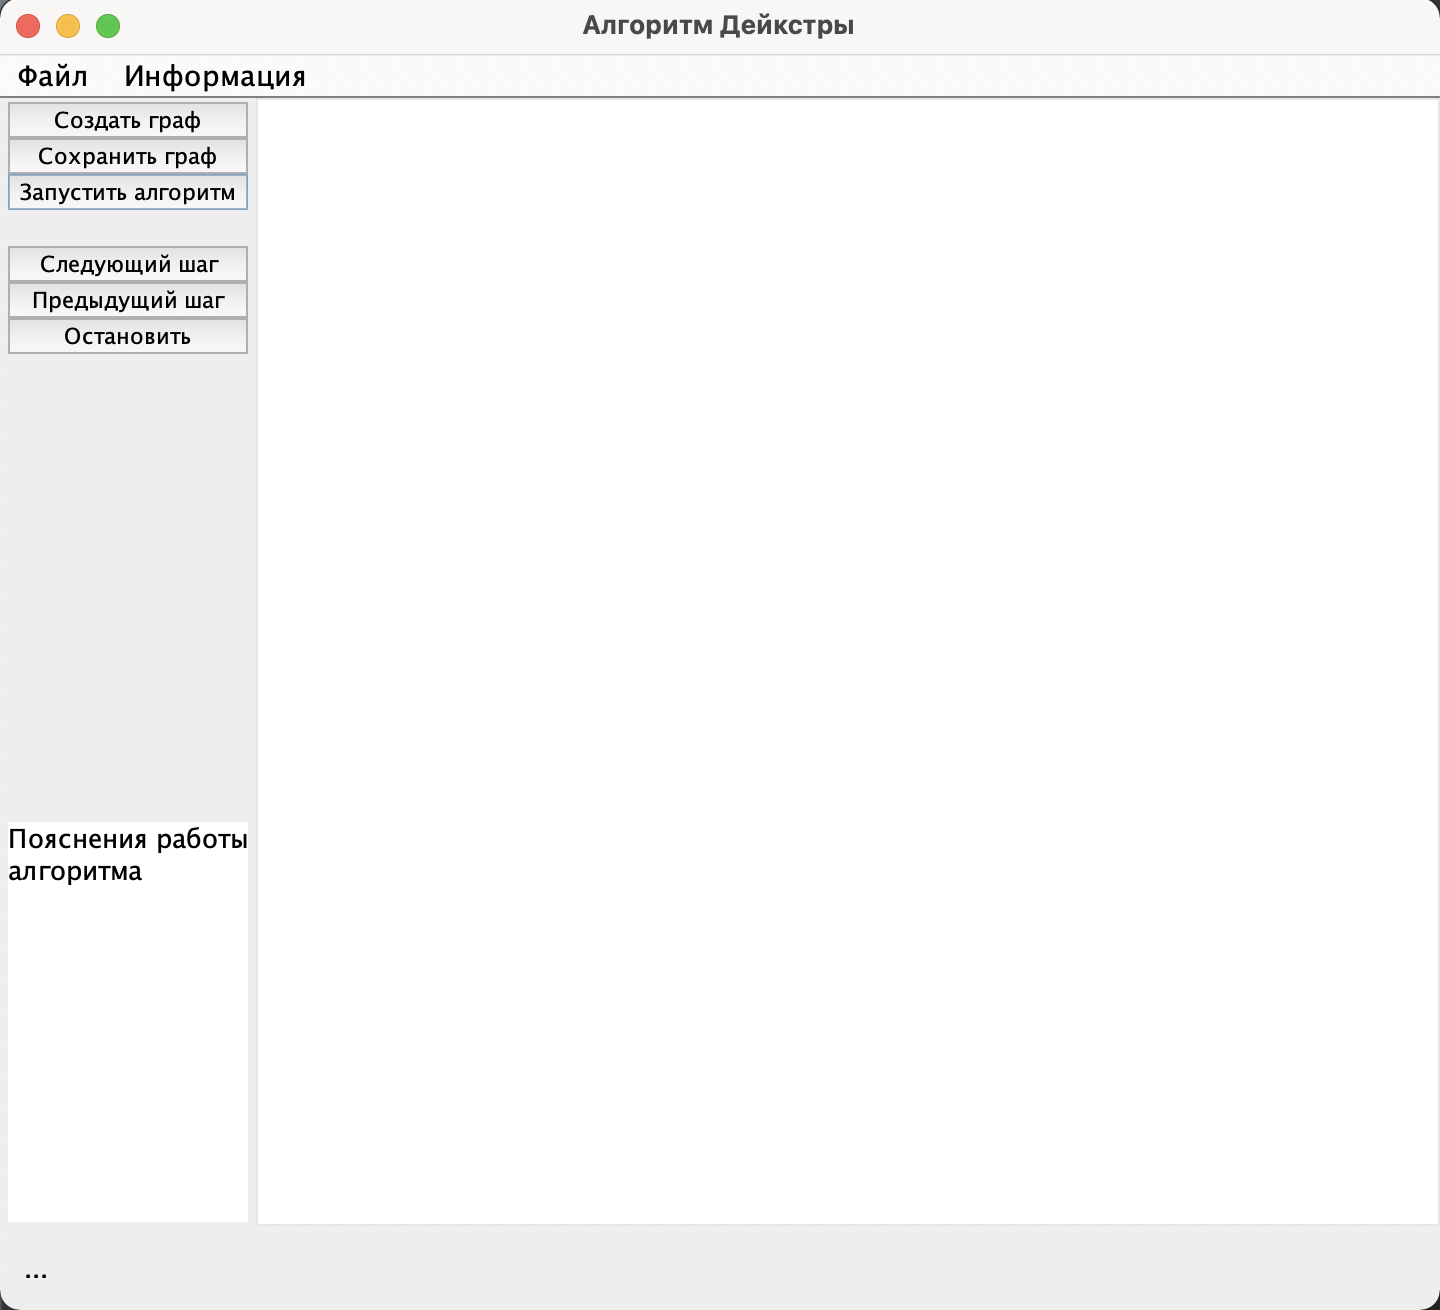 Алгоритм Дейкстры
Файл Информация
Создать граф
Сохранить граф
Запустить алгоритм
Следующий шаг
Предыдущий шаг
Остановить
Пояснения работы
алгоритма
...